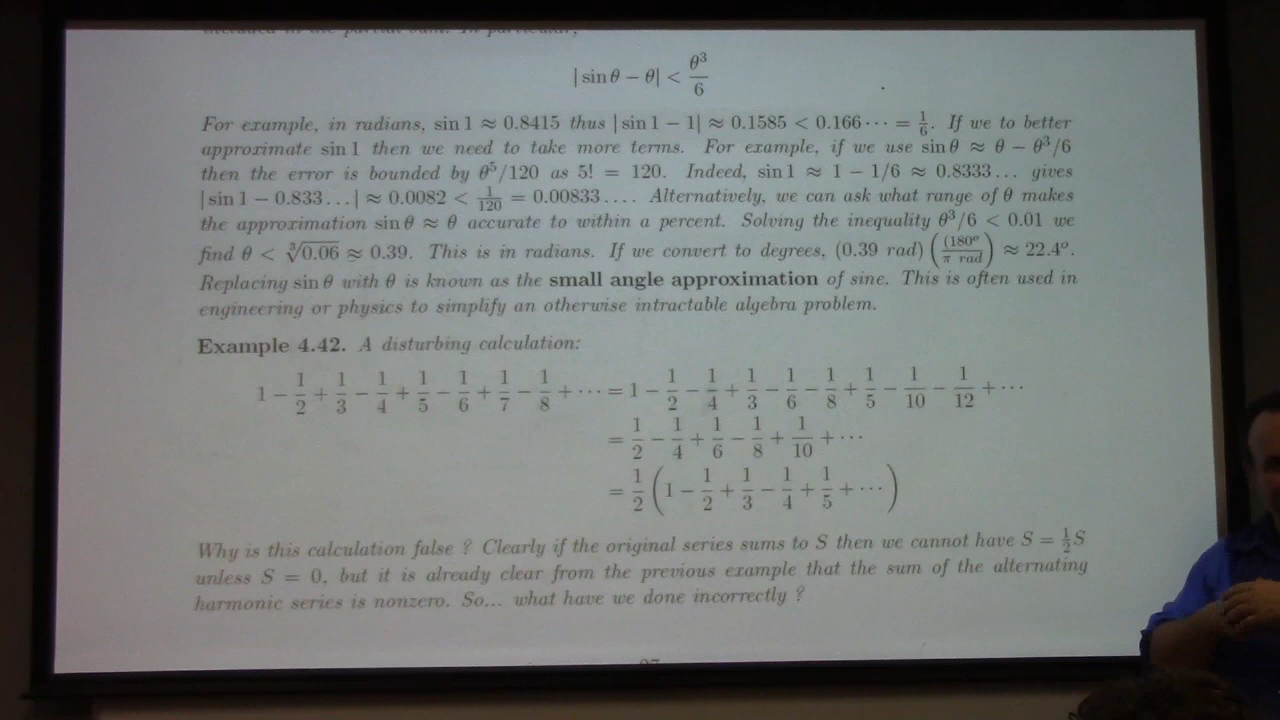 included in the partial sum. In particular,
| sin θ − θ| < θ³/6
For example, in radians, sin 1 ≈ 0.8415 thus | sin 1 − 1| ≈ 0.1585 < 0.166 ··· = 1/6. If we to better
approximate sin 1 then we need to take more terms. For example, if we use sin θ ≈ θ − θ³/6
then the error is bounded by θ⁵/120 as 5! = 120. Indeed, sin 1 ≈ 1 − 1/6 ≈ 0.8333... gives
| sin 1 − 0.833...| ≈ 0.0082 < 1/120 = 0.00833.... Alternatively, we can ask what range of θ makes
the approximation sin θ ≈ θ accurate to within a percent. Solving the inequality θ³/6 < 0.01 we
find θ < ∛0.06 ≈ 0.39. This is in radians. If we convert to degrees, (0.39 rad) ((180º/π rad) ≈ 22.4º.
Replacing sin θ with θ is known as the small angle approximation of sine. This is often used in
engineering or physics to simplify an otherwise intractable algebra problem.
Example 4.42. A disturbing calculation:
1 − 1/2 + 1/3 − 1/4 + 1/5 − 1/6 + 1/7 − 1/8 + ··· = 1 − 1/2 − 1/4 + 1/3 − 1/6 − 1/8 + 1/5 − 1/10 − 1/12 + ···
= 1/2 − 1/4 + 1/6 − 1/8 + 1/10 + ···
= 1/2 (1 − 1/2 + 1/3 − 1/4 + 1/5 + ···)
Why is this calculation false ? Clearly if the original series sums to S then we cannot have S = 1/2 S
unless S = 0, but it is already clear from the previous example that the sum of the alternating
harmonic series is nonzero. So... what have we done incorrectly ?